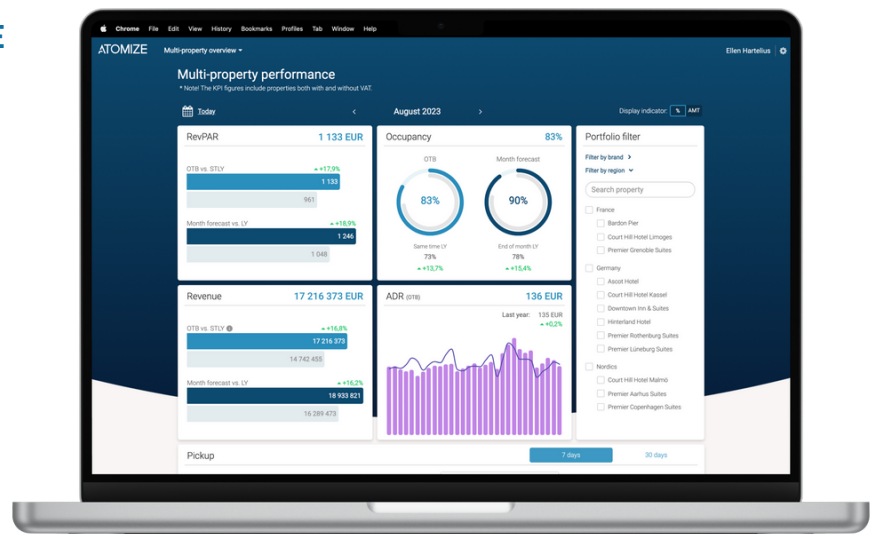 E
Chrome File Edit View History Bookmarks Profiles Tab Window Help
ATOMIZE Multi-property overview Ellen Hartelius
Multi-property performance
* Note! The KPI figures include properties both with and without VAT.
Today < August 2023 > Display indicator: % AMT
RevPAR 1 133 EUR
OTB vs. STLY +17,9%
1 133
961
Month forecast vs. LY +18,9%
1 246
1 048
Occupancy 83%
OTB Month forecast
83% 90%
Same time LY End of month LY
73% 78%
+13,7% +15,4%
Portfolio filter
Filter by brand
Filter by region
Search property
France
Bardon Pier
Court Hill Hotel Limoges
Premier Grenoble Suites
Germany
Ascot Hotel
Court Hill Hotel Kassel
Downtown Inn & Suites
Hinterland Hotel
Premier Rothenburg Suites
Premier Lüneburg Suites
Nordics
Court Hill Hotel Malmö
Premier Aarhus Suites
Premier Copenhagen Suites
Revenue 17 216 373 EUR
OTB vs. STLY +16,8%
17 216 373
14 742 455
Month forecast vs. LY +16,2%
18 933 821
16 289 473
ADR (OTB) 136 EUR
Last year: 135 EUR
+0,2%
Pickup 7 days 30 days